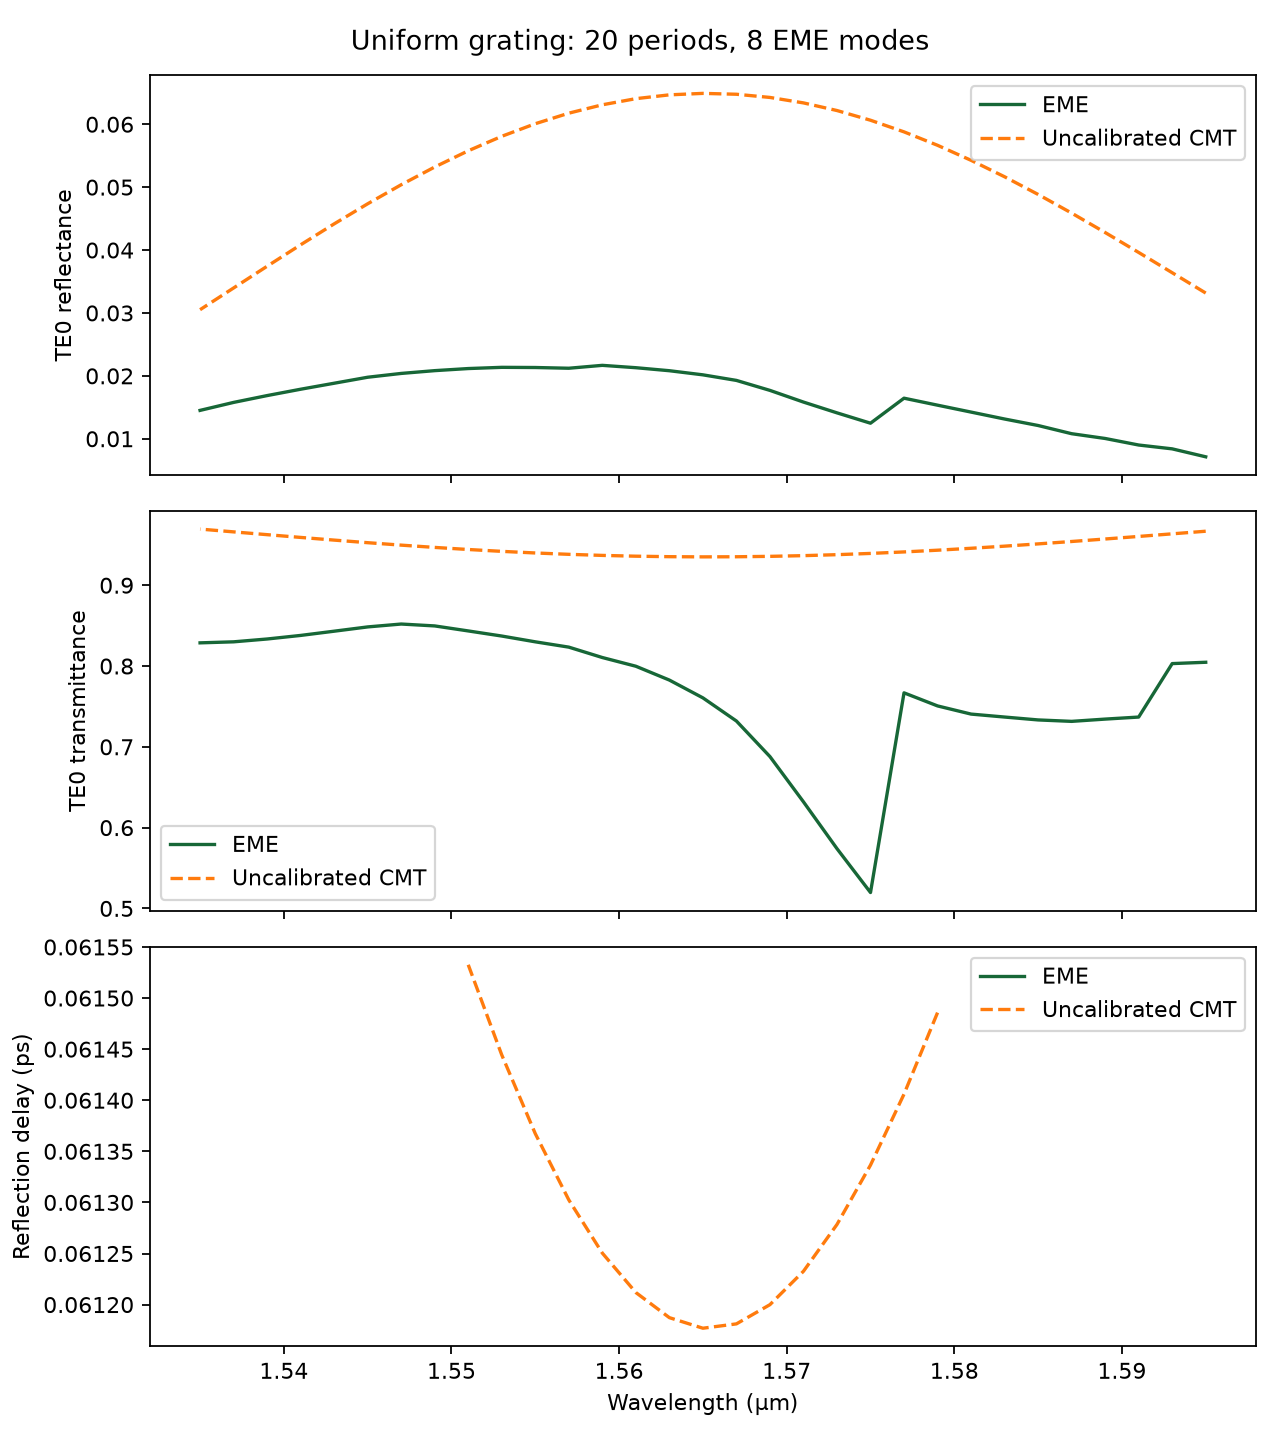 Uniform grating: 20 periods, 8 EME modes
EME
Uncalibrated CMT
TE0 reflectance
0.06
0.05
0.04
0.03
0.02
0.01
TE0 transmittance
0.9
0.8
0.7
0.6
0.5
EME
Uncalibrated CMT
Reflection delay (ps)
0.06155
0.06150
0.06145
0.06140
0.06135
0.06130
0.06125
0.06120
EME
Uncalibrated CMT
1.54 1.55 1.56 1.57 1.58 1.59
Wavelength (µm)